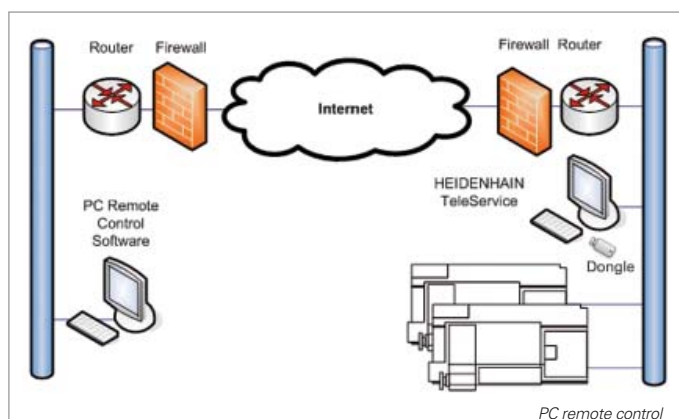 Router Firewall
Firewall Router
Internet
HEIDENHAIN
TeleService
PC Remote
Control
Software
Dongle
PC remote control